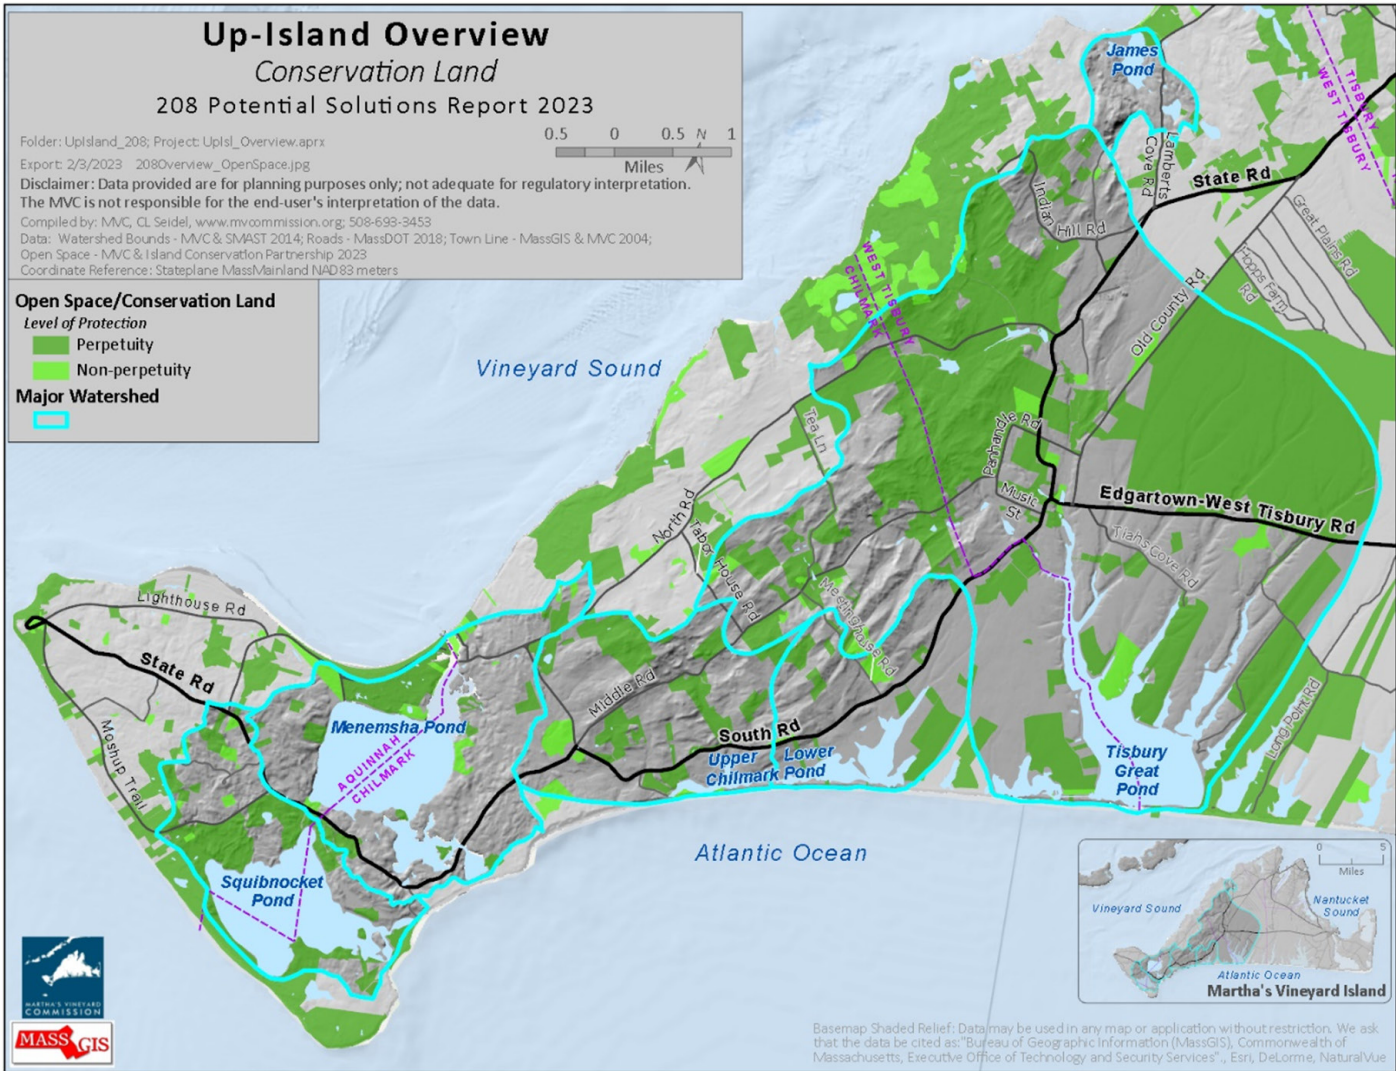 Up-Island Overview
Conservation Land
208 Potential Solutions Report 2023
Folder: UpIsland_208; Project: UpIsl_Overview.aprx
Export: 2/3/2023 208Overview_OpenSpace.jpg
0.5 0 0.5 N 1
Miles
Disclaimer: Data provided are for planning purposes only; not adequate for regulatory interpretation.
The MVC is not responsible for the end-user's interpretation of the data.
Compiled by: MVC, CL Seidel, www.mvcommission.org; 508-693-3453
Data: Watershed Bounds - MVC & SMAST 2014; Roads - MassDOT 2018; Town Line - MassGIS & MVC 2004;
Open Space - MVC & Island Conservation Partnership 2023
Coordinate Reference: Stateplane MassMainland NAD83 meters
Open Space/Conservation Land
Level of Protection
Perpetuity
Non-perpetuity
Major Watershed
James
Pond
TISBURY
WEST TISBURY
Lamberts
Cove Rd
State Rd
Indian
Hill Rd
Great Plains Rd
Hopps Farm
Rd
Old County Rd
WEST TISBURY
CHILMARK
Vineyard Sound
Tea Ln
Panhandle Rd
Music
St
Edgartown-West Tisbury Rd
Tiahs Cove Rd
North Rd
Tabor
House Rd
Meetinghouse Rd
Lighthouse Rd
State Rd
Moshup Trail
Middle Rd
South Rd
Menemsha Pond
AQUINNAH
CHILMARK
Upper
Chilmark
Lower
Pond
Tisbury
Great
Pond
Long Point Rd
Squibnocket
Pond
Atlantic Ocean
0 5
Miles
Vineyard Sound
Nantucket
Sound
Atlantic Ocean
Martha's Vineyard Island
MARTHA'S VINEYARD
COMMISSION
MASS GIS
Basemap Shaded Relief: Data may be used in any map or application without restriction. We ask
that the data be cited as:"Bureau of Geographic Information (MassGIS), Commonwealth of
Massachusetts, Executive Office of Technology and Security Services"., Esri, DeLorme, NaturalVue